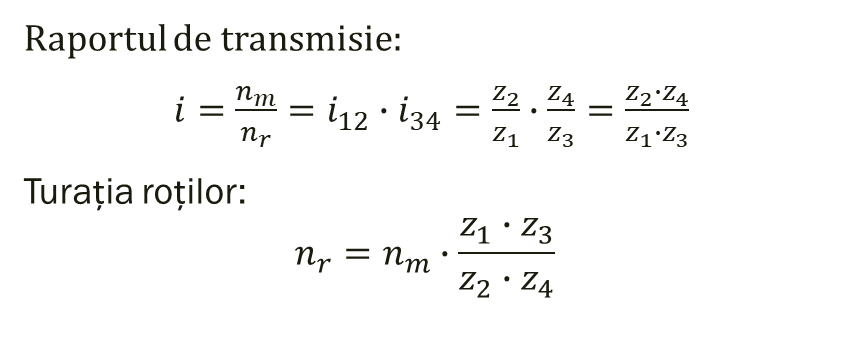 Raportul de transmisie:
i = n_m/n_r = i_12 · i_34 = z_2/z_1 · z_4/z_3 = z_2·z_4/z_1·z_3
Turația roților:
n_r = n_m · z_1 · z_3/z_2 · z_4